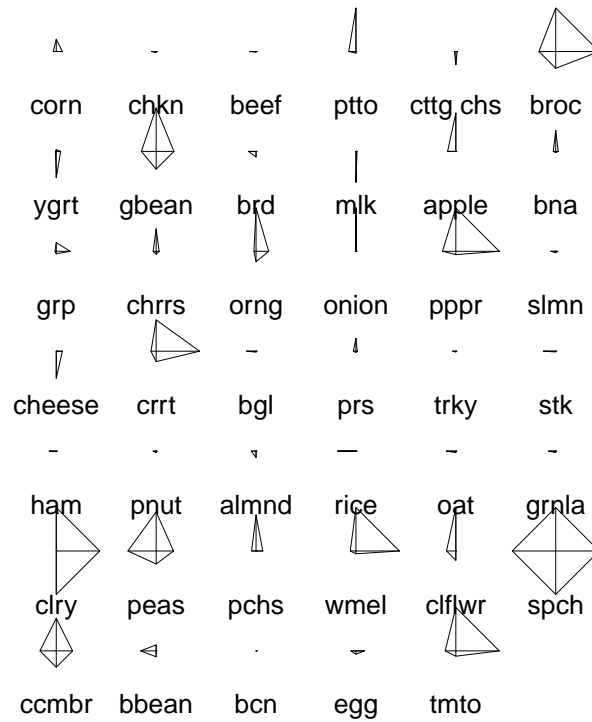 corn chkn beef ptto cttg chs broc
ygrt gbean brd mlk apple bna
grp chrrs orng onion pppr slmn
cheese crrt bgl prs trky stk
ham pnut almnd rice oat grnla
clry peas pchs wmel clflwr spch
ccmbr bbean bcn egg tmto